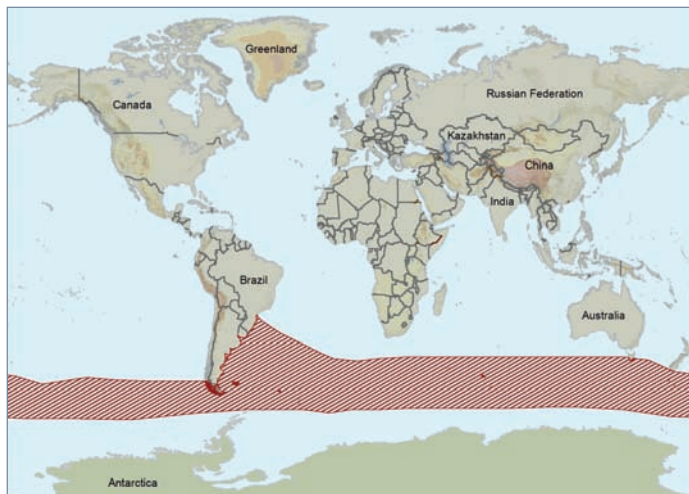 Greenland
Canada
Russian Federation
Kazakhstan
China
India
Brazil
Australia
Antarctica